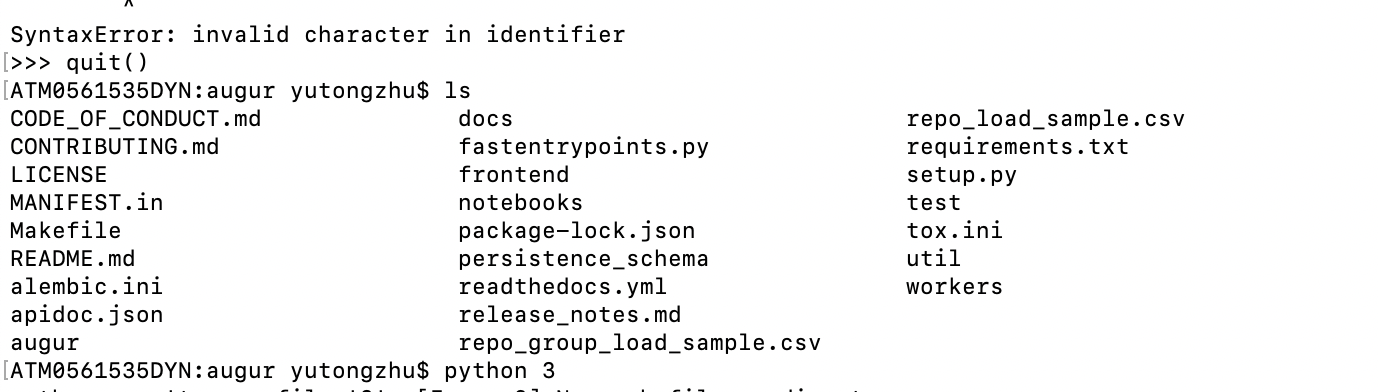 ^
SyntaxError: invalid character in identifier
[>>> quit()
[ATM0561535DYN:augur yutongzhu$ ls
CODE_OF_CONDUCT.md docs repo_load_sample.csv
CONTRIBUTING.md fastentrypoints.py requirements.txt
LICENSE frontend setup.py
MANIFEST.in notebooks test
Makefile package-lock.json tox.ini
README.md persistence_schema util
alembic.ini readthedocs.yml workers
apidoc.json release_notes.md
augur repo_group_load_sample.csv
[ATM0561535DYN:augur yutongzhu$ python 3